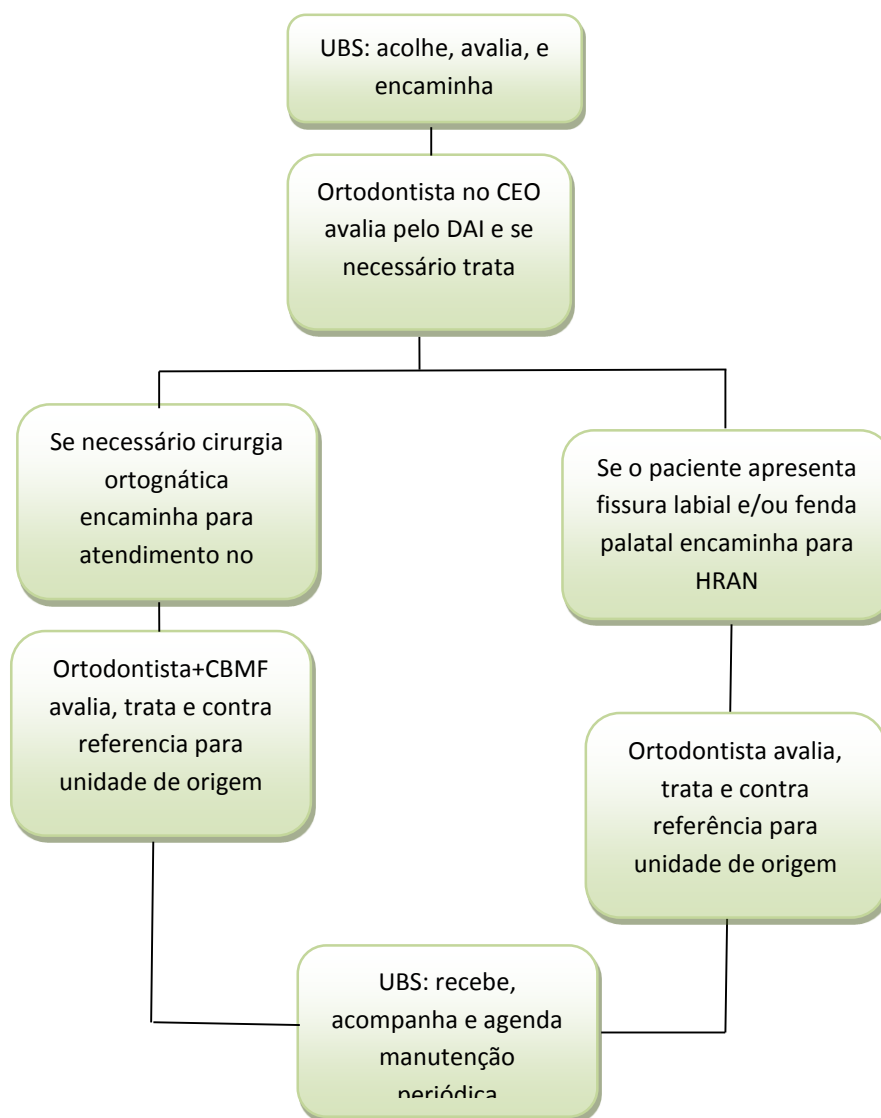 UBS: acolhe, avalia, e
encaminha
Ortodontista no CEO
avalia pelo DAI e se
necessário trata
Se necessário cirurgia
ortognática
encaminha para
atendimento no
Se o paciente apresenta
fissura labial e/ou fenda
palatal encaminha para
HRAN
Ortodontista+CBMF
avalia, trata e contra
referencia para
unidade de origem
Ortodontista avalia,
trata e contra
referência para
unidade de origem
UBS: recebe,
acompanha e agenda
manutenção
periódica